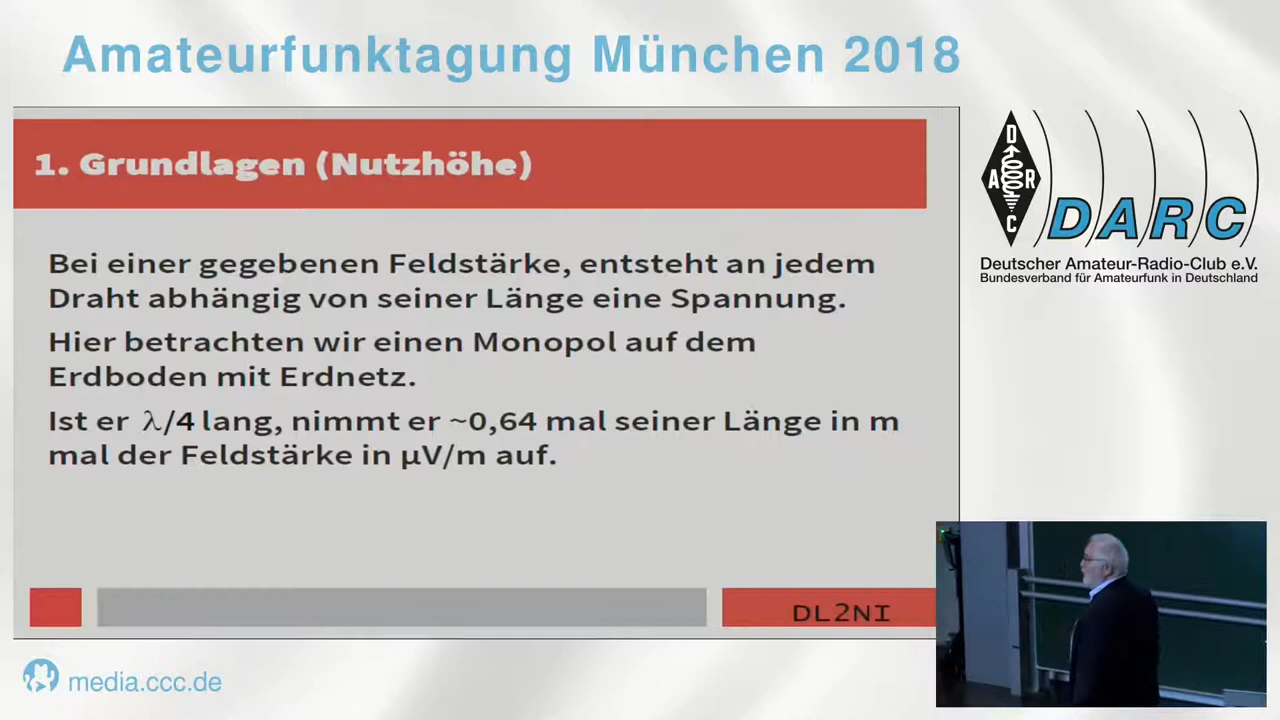 Amateurfunktagung München 2018
1. Grundlagen (Nutzhöhe)
Bei einer gegebenen Feldstärke, entsteht an jedem
Draht abhängig von seiner Länge eine Spannung.
Hier betrachten wir einen Monopol auf dem
Erdboden mit Erdnetz.
Ist er λ/4 lang, nimmt er ~0,64 mal seiner Länge in m
mal der Feldstärke in µV/m auf.
DL2NI
D
A R
C
DARC
Deutscher Amateur-Radio-Club e.V.
Bundesverband für Amateurfunk in Deutschland
media.ccc.de